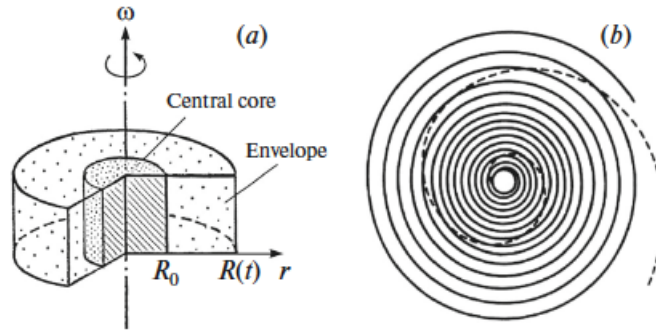 ω (a) (b)
Central core
Envelope
R₀ R(t) r